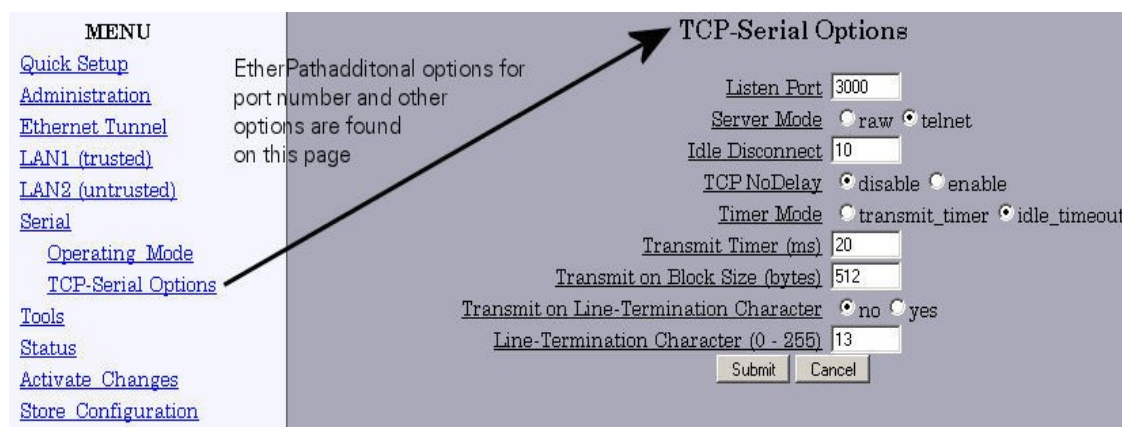 MENU
Quick Setup
Administration
Ethernet Tunnel
LAN1 (trusted)
LAN2 (untrusted)
Serial
Operating Mode
TCP-Serial Options
Tools
Status
Activate Changes
Store Configuration
EtherPathadditonal options for
port number and other
options are found
on this page
TCP-Serial Options
Listen Port 3000
Server Mode raw telnet
Idle Disconnect 10
TCP NoDelay disable enable
Timer Mode transmit_timer idle_timeout
Transmit Timer (ms) 20
Transmit on Block Size (bytes) 512
Transmit on Line-Termination Character no yes
Line-Termination Character (0 - 255) 13
Submit Cancel